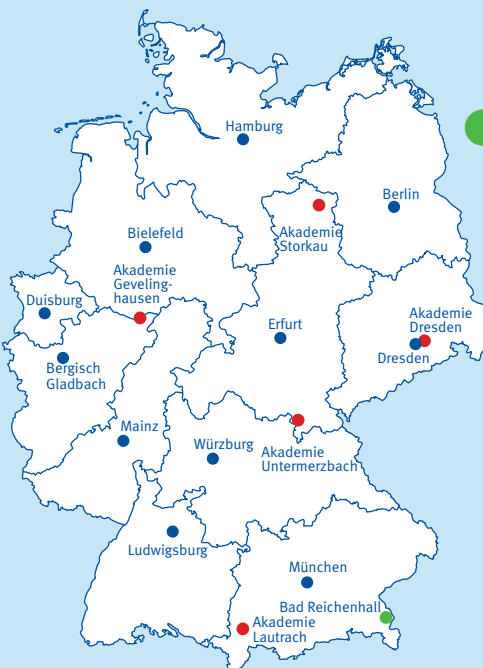 Hamburg
Berlin
Akademie
Storkau
Bielefeld
Akademie
Geveling-
hausen
Duisburg
Akademie
Dresden
Erfurt
Dresden
Bergisch
Gladbach
Mainz
Würzburg
Akademie
Untermerzbach
Ludwigsburg
München
Bad Reichenhall
Akademie
Lautrach